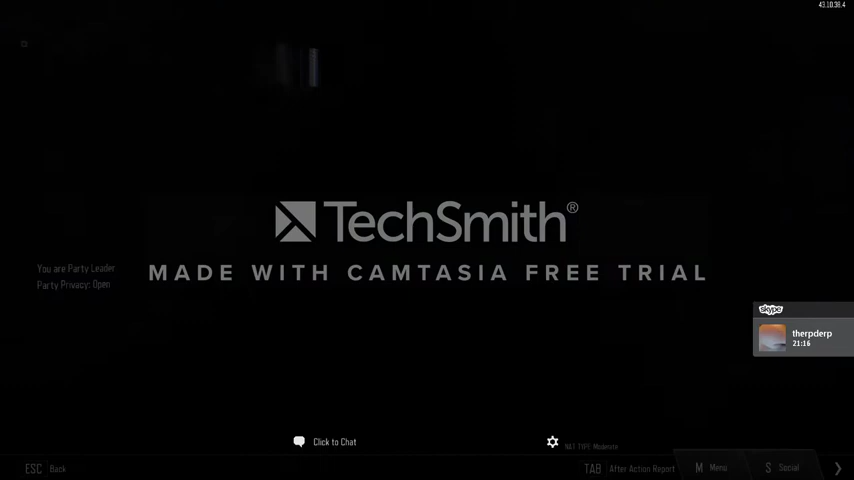 43.10.38.4
TechSmith®
You are Party Leader
MADE WITH CAMTASIA FREE TRIAL
Party Privacy: Open
skype
therpderp
21:16
Click to Chat
NAT TYPE: Moderate
ESC Back
TAB After Action Report
M Menu
S Social